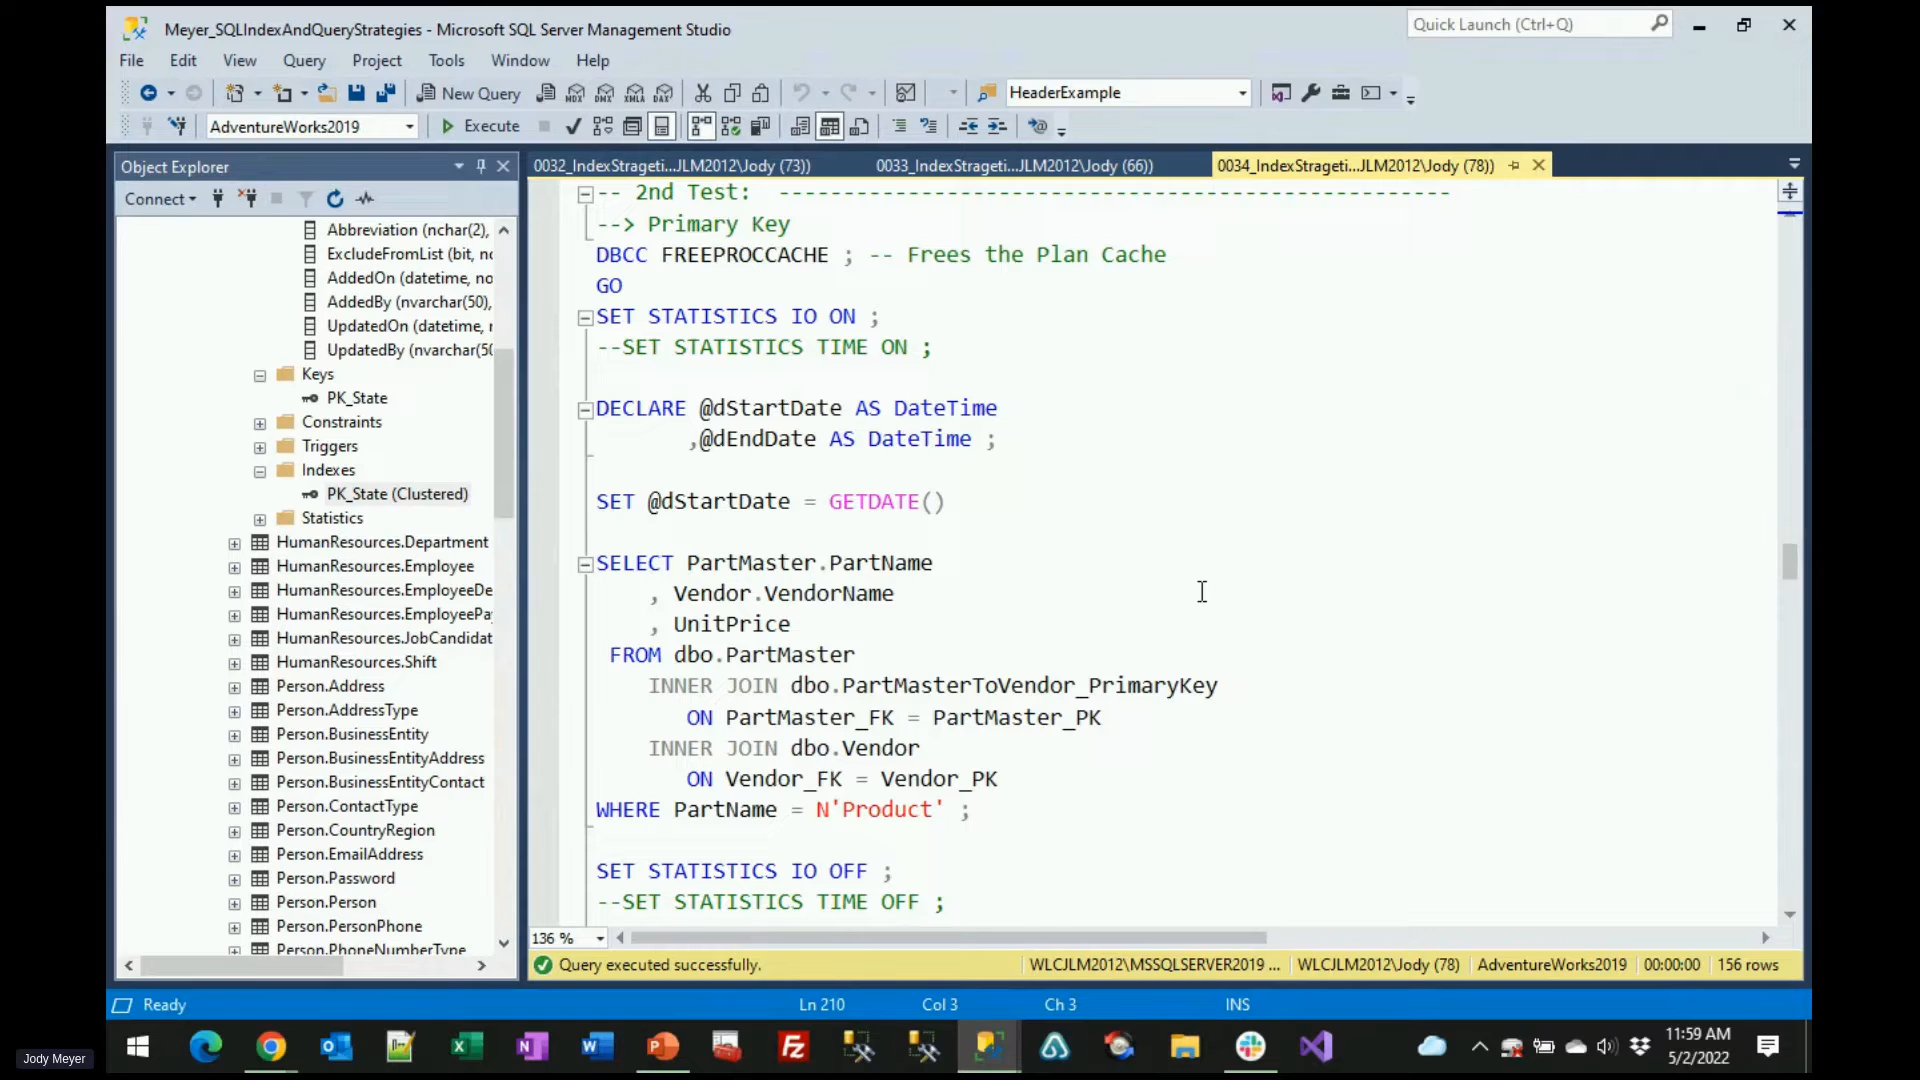 Meyer_SQLIndexAndQueryStrategies - Microsoft SQL Server Management Studio
Quick Launch (Ctrl+Q)
File Edit View Query Project Tools Window Help
New Query
MDX DMX XMLA DAX
HeaderExample
AdventureWorks2019
Execute
Object Explorer
0032_IndexStrageti...JLM2012\Jody (73))
0033_IndexStrageti...JLM2012\Jody (66))
0034_IndexStrageti...JLM2012\Jody (78))
Connect
Abbreviation (nchar(2),
ExcludeFromList (bit, no
AddedOn (datetime, no
AddedBy (nvarchar(50),
UpdatedOn (datetime, r
UpdatedBy (nvarchar(50
Keys
PK_State
Constraints
Triggers
Indexes
PK_State (Clustered)
Statistics
HumanResources.Department
HumanResources.Employee
HumanResources.EmployeeDe
HumanResources.EmployeePa
HumanResources.JobCandidat
HumanResources.Shift
Person.Address
Person.AddressType
Person.BusinessEntity
Person.BusinessEntityAddress
Person.BusinessEntityContact
Person.ContactType
Person.CountryRegion
Person.EmailAddress
Person.Password
Person.Person
Person.PersonPhone
Person.PhoneNumberType
-- 2nd Test: ----------------------------------------------------
--> Primary Key
DBCC FREEPROCCACHE ; -- Frees the Plan Cache
GO
SET STATISTICS IO ON ;
--SET STATISTICS TIME ON ;
DECLARE @dStartDate AS DateTime
,@dEndDate AS DateTime ;
SET @dStartDate = GETDATE()
SELECT PartMaster.PartName
, Vendor.VendorName
, UnitPrice
FROM dbo.PartMaster
INNER JOIN dbo.PartMasterToVendor_PrimaryKey
ON PartMaster_FK = PartMaster_PK
INNER JOIN dbo.Vendor
ON Vendor_FK = Vendor_PK
WHERE PartName = N'Product' ;
SET STATISTICS IO OFF ;
--SET STATISTICS TIME OFF ;
136 %
Query executed successfully.
WLCJLM2012\MSSQLSERVER2019 ...
WLCJLM2012\Jody (78)
AdventureWorks2019
00:00:00
156 rows
Ready
Ln 210
Col 3
Ch 3
INS
11:59 AM
5/2/2022
Jody Meyer